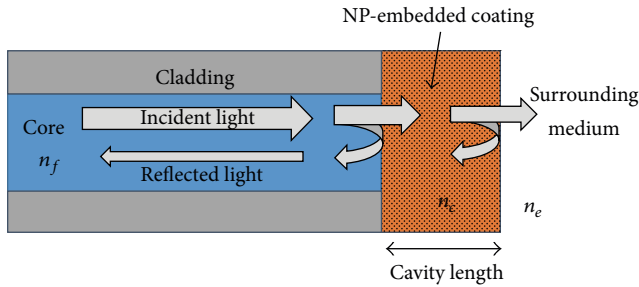 NP-embedded coating
Cladding
Incident light
Surrounding
medium
Core
n_f
Reflected light
n_c
n_e
Cavity length